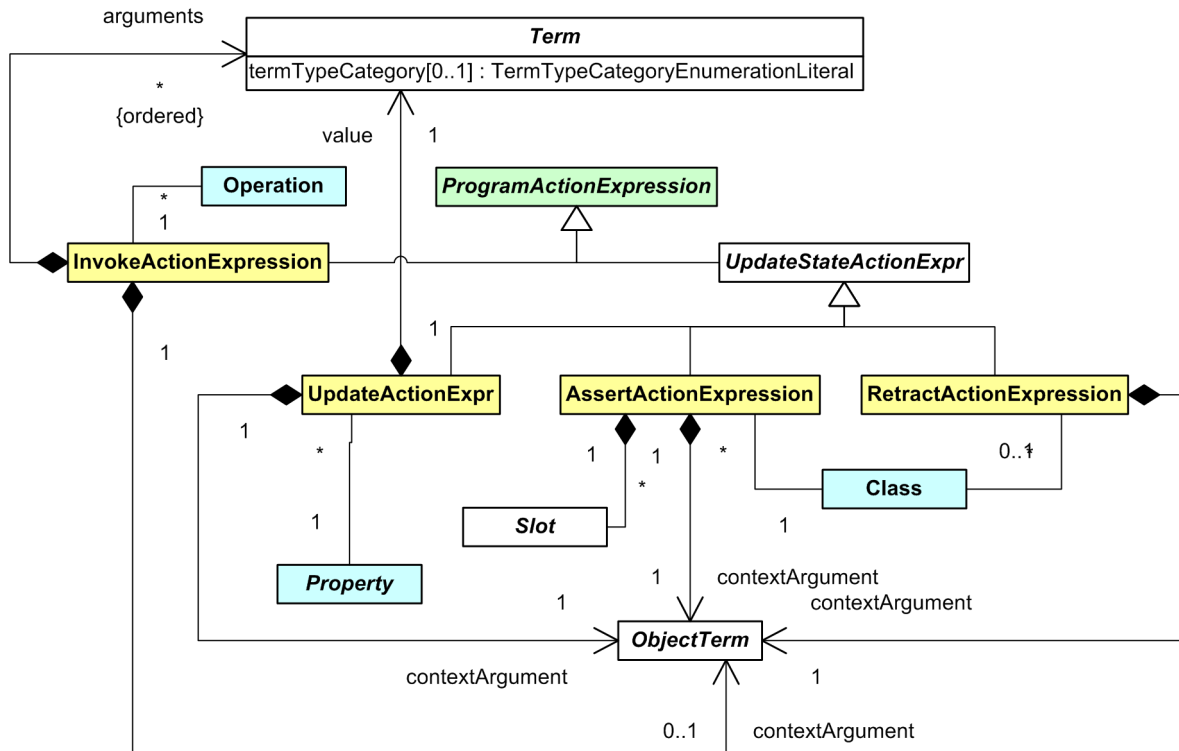 arguments
Term
termTypeCategory[0..1] : TermTypeCategoryEnumerationLiteral
*
{ordered}
value
1
Operation
ProgramActionExpression
*
1
InvokeActionExpression
UpdateStateActionExpr
1
1
UpdateActionExpr
AssertActionExpression
RetractActionExpression
1
*
1
1
*
0..1
*
*
Class
1
1
Slot
Property
1
contextArgument
1
contextArgument
ObjectTerm
contextArgument
1
0..1
contextArgument